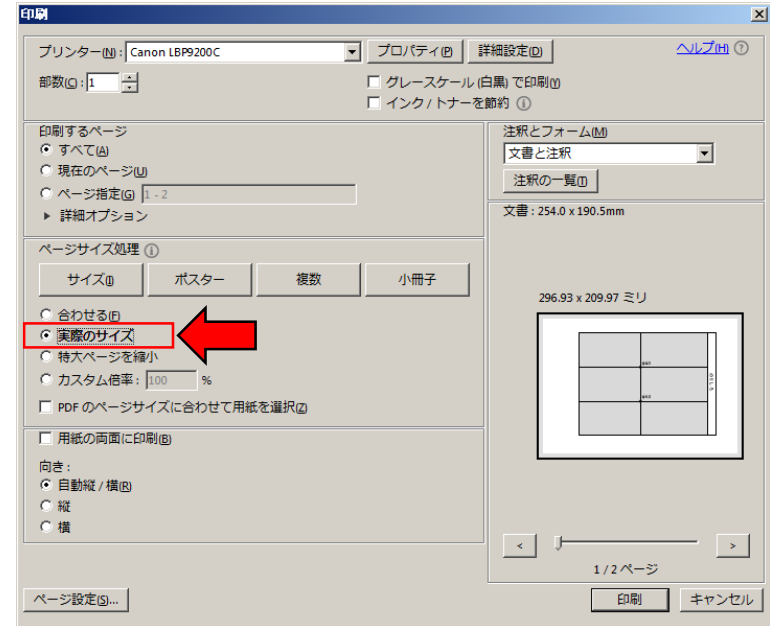 印刷
プリンター(N): Canon LBP9200C プロパティ(P) 詳細設定(D) ヘルプ(H)
部数(C): 1 グレースケール (白黒) で印刷(Y)
インク / トナーを節約
印刷するページ
すべて(A)
現在のページ(U)
ページ指定(G) 1 - 2
詳細オプション
ページサイズ処理
サイズ(I) ポスター 複数 小冊子
合わせる(F)
実際のサイズ
特大ページを縮小
カスタム倍率: 100 %
PDF のページサイズに合わせて用紙を選択(Z)
用紙の両面に印刷(B)
向き:
自動縦 / 横(R)
縦
横
注釈とフォーム(M)
文書と注釈
注釈の一覧(T)
文書: 254.0 x 190.5mm
296.93 x 209.97 ミリ
< >
1 / 2 ページ
ページ設定(S)... 印刷 キャンセル